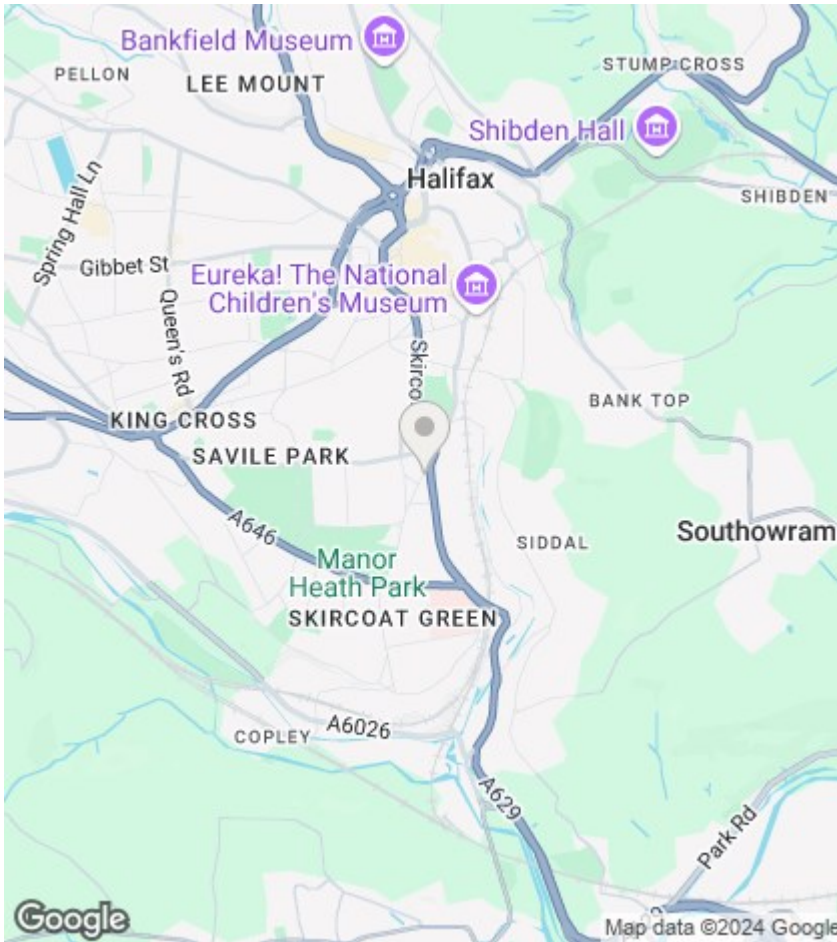 Bankfield Museum
PELLON
LEE MOUNT
STUMP CROSS
Shibden Hall
Halifax
SHIBDEN
Spring Hall Ln
Gibbet St
Eureka! The National
Children's Museum
Queen's Rd
Skirco
BANK TOP
KING CROSS
SAVILE PARK
A646
SIDDAL
Southowram
Manor
Heath Park
SKIRCOAT GREEN
A6026
COPLEY
A629
Park Rd
Google
Map data ©2024 Google